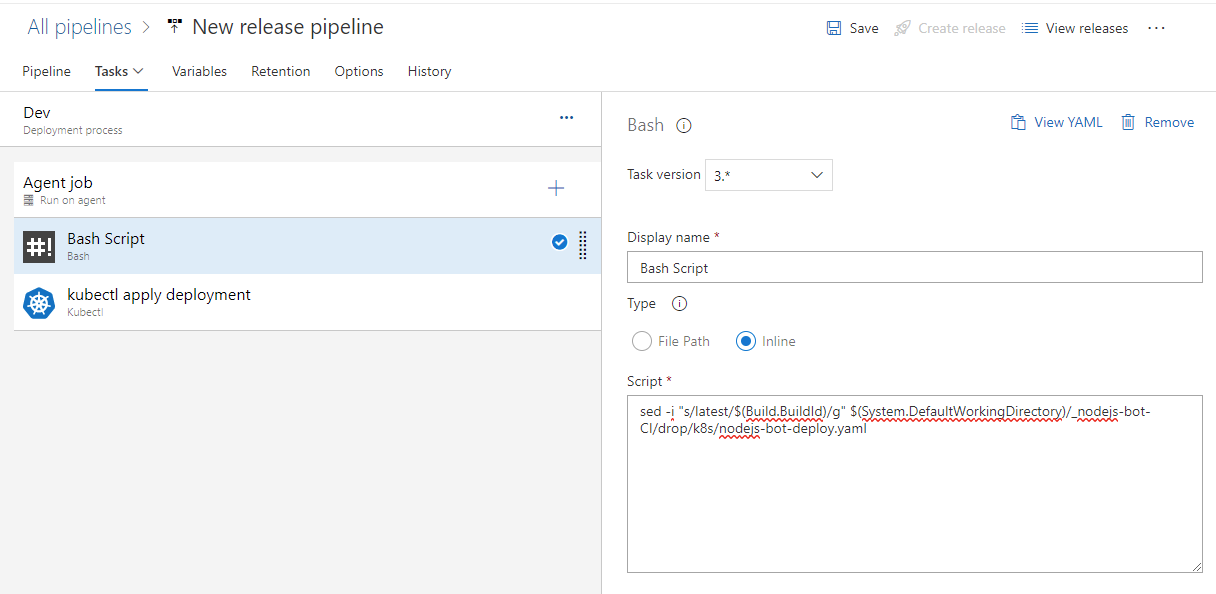 All pipelines > New release pipeline
Save Create release View releases ...
Pipeline Tasks Variables Retention Options History
Dev
Deployment process
Agent job
Run on agent
#! Bash Script
Bash
kubectl apply deployment
Kubectl
Bash
View YAML Remove
Task version 3.*
Display name *
Bash Script
Type
File Path Inline
Script *
sed -i "s/latest/$(Build.BuildId)/g" $(System.DefaultWorkingDirectory)/_nodejs-bot-
CI/drop/k8s/nodejs-bot-deploy.yaml